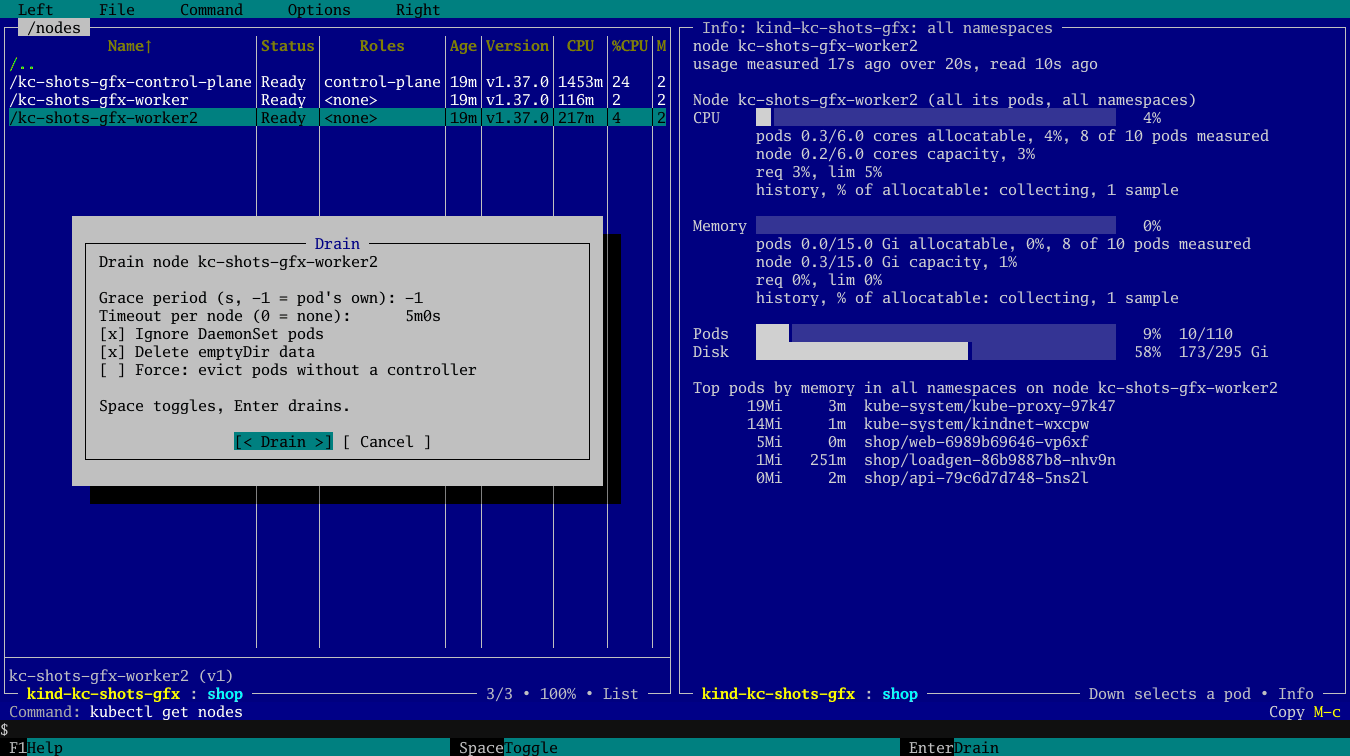 Left File Command Options Right
/nodes
Name↑ Status Roles Age Version CPU %CPU M
/..
/kc-shots-gfx-control-plane Ready control-plane 19m v1.37.0 1453m 24 2
/kc-shots-gfx-worker Ready <none> 19m v1.37.0 116m 2 2
/kc-shots-gfx-worker2 Ready <none> 19m v1.37.0 217m 4 2
Drain
Drain node kc-shots-gfx-worker2
Grace period (s, -1 = pod's own): -1
Timeout per node (0 = none): 5m0s
[x] Ignore DaemonSet pods
[x] Delete emptyDir data
[ ] Force: evict pods without a controller
Space toggles, Enter drains.
[< Drain >] [ Cancel ]
kc-shots-gfx-worker2 (v1)
kind-kc-shots-gfx : shop 3/3 • 100% • List
Info: kind-kc-shots-gfx: all namespaces
node kc-shots-gfx-worker2
usage measured 17s ago over 20s, read 10s ago
Node kc-shots-gfx-worker2 (all its pods, all namespaces)
CPU 4%
pods 0.3/6.0 cores allocatable, 4%, 8 of 10 pods measured
node 0.2/6.0 cores capacity, 3%
req 3%, lim 5%
history, % of allocatable: collecting, 1 sample
Memory 0%
pods 0.0/15.0 Gi allocatable, 0%, 8 of 10 pods measured
node 0.3/15.0 Gi capacity, 1%
req 0%, lim 0%
history, % of allocatable: collecting, 1 sample
Pods 9% 10/110
Disk 58% 173/295 Gi
Top pods by memory in all namespaces on node kc-shots-gfx-worker2
19Mi 3m kube-system/kube-proxy-97k47
14Mi 1m kube-system/kindnet-wxcpw
5Mi 0m shop/web-6989b69646-vp6xf
1Mi 251m shop/loadgen-86b9887b8-nhv9n
0Mi 2m shop/api-79c6d7d748-5ns2l
kind-kc-shots-gfx : shop Down selects a pod • Info
Command: kubectl get nodes Copy M-c
$
F1Help SpaceToggle EnterDrain